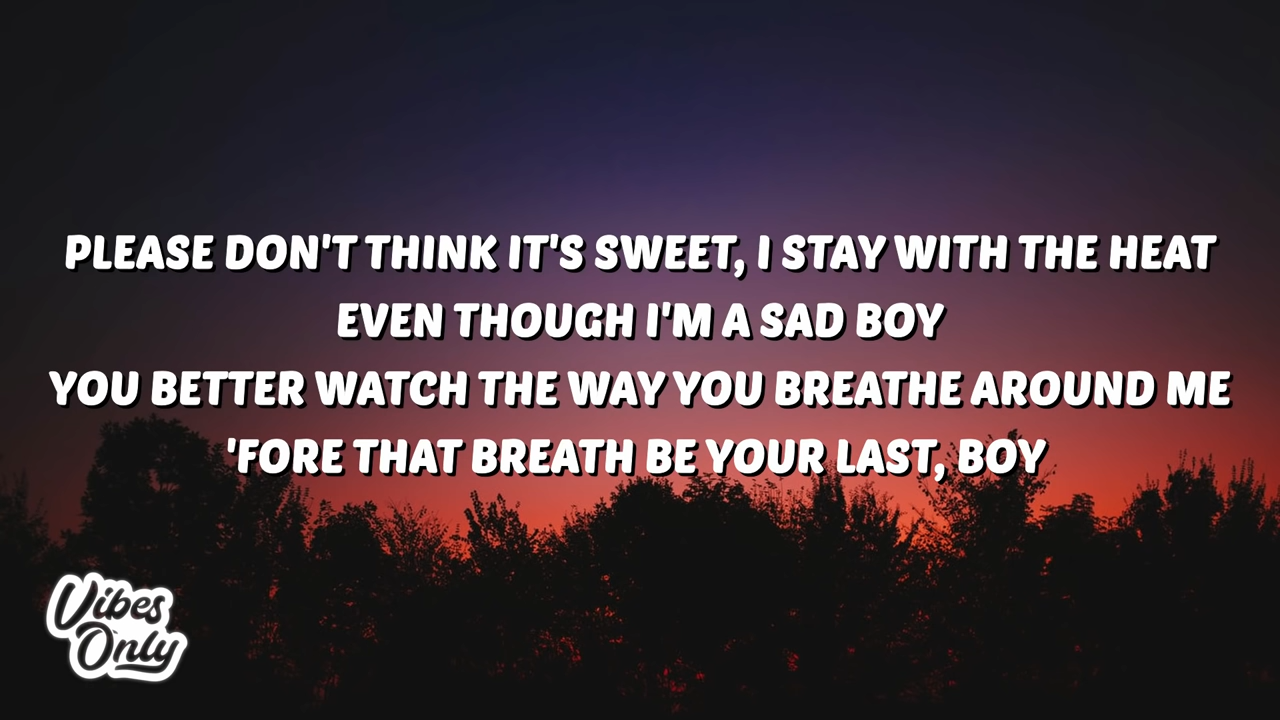 PLEASE DON'T THINK IT'S SWEET, I STAY WITH THE HEAT
EVEN THOUGH I'M A SAD BOY
YOU BETTER WATCH THE WAY YOU BREATHE AROUND ME
'FORE THAT BREATH BE YOUR LAST, BOY
Vibes
Only